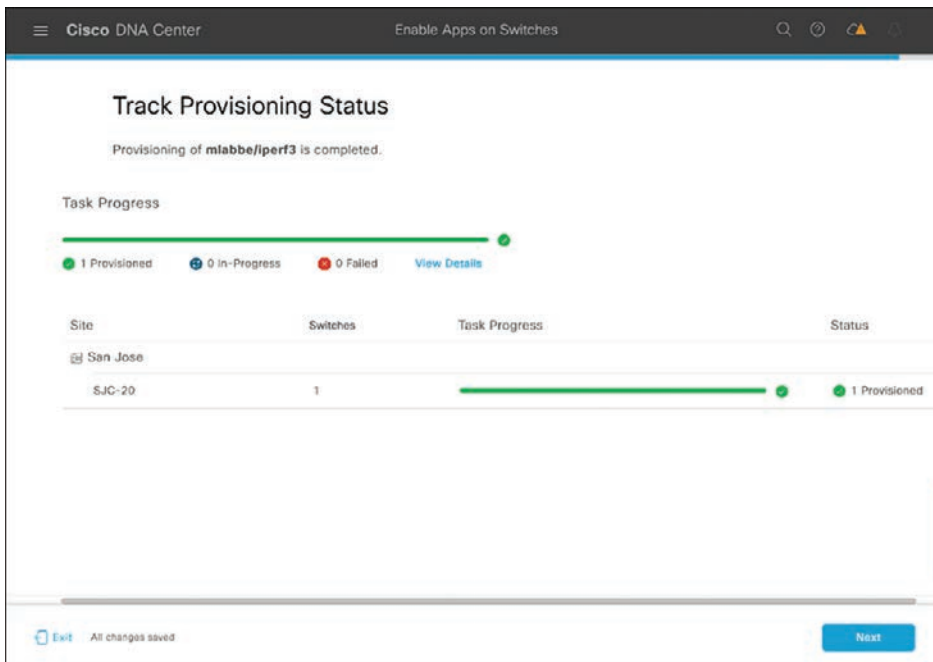 Cisco DNA Center Enable Apps on Switches
Track Provisioning Status
Provisioning of mlabbe/iperf3 is completed.
Task Progress
1 Provisioned 0 In-Progress 0 Failed View Details
Site Switches Task Progress Status
San Jose
SJC-20 1 1 Provisioned
Exit All changes saved Next